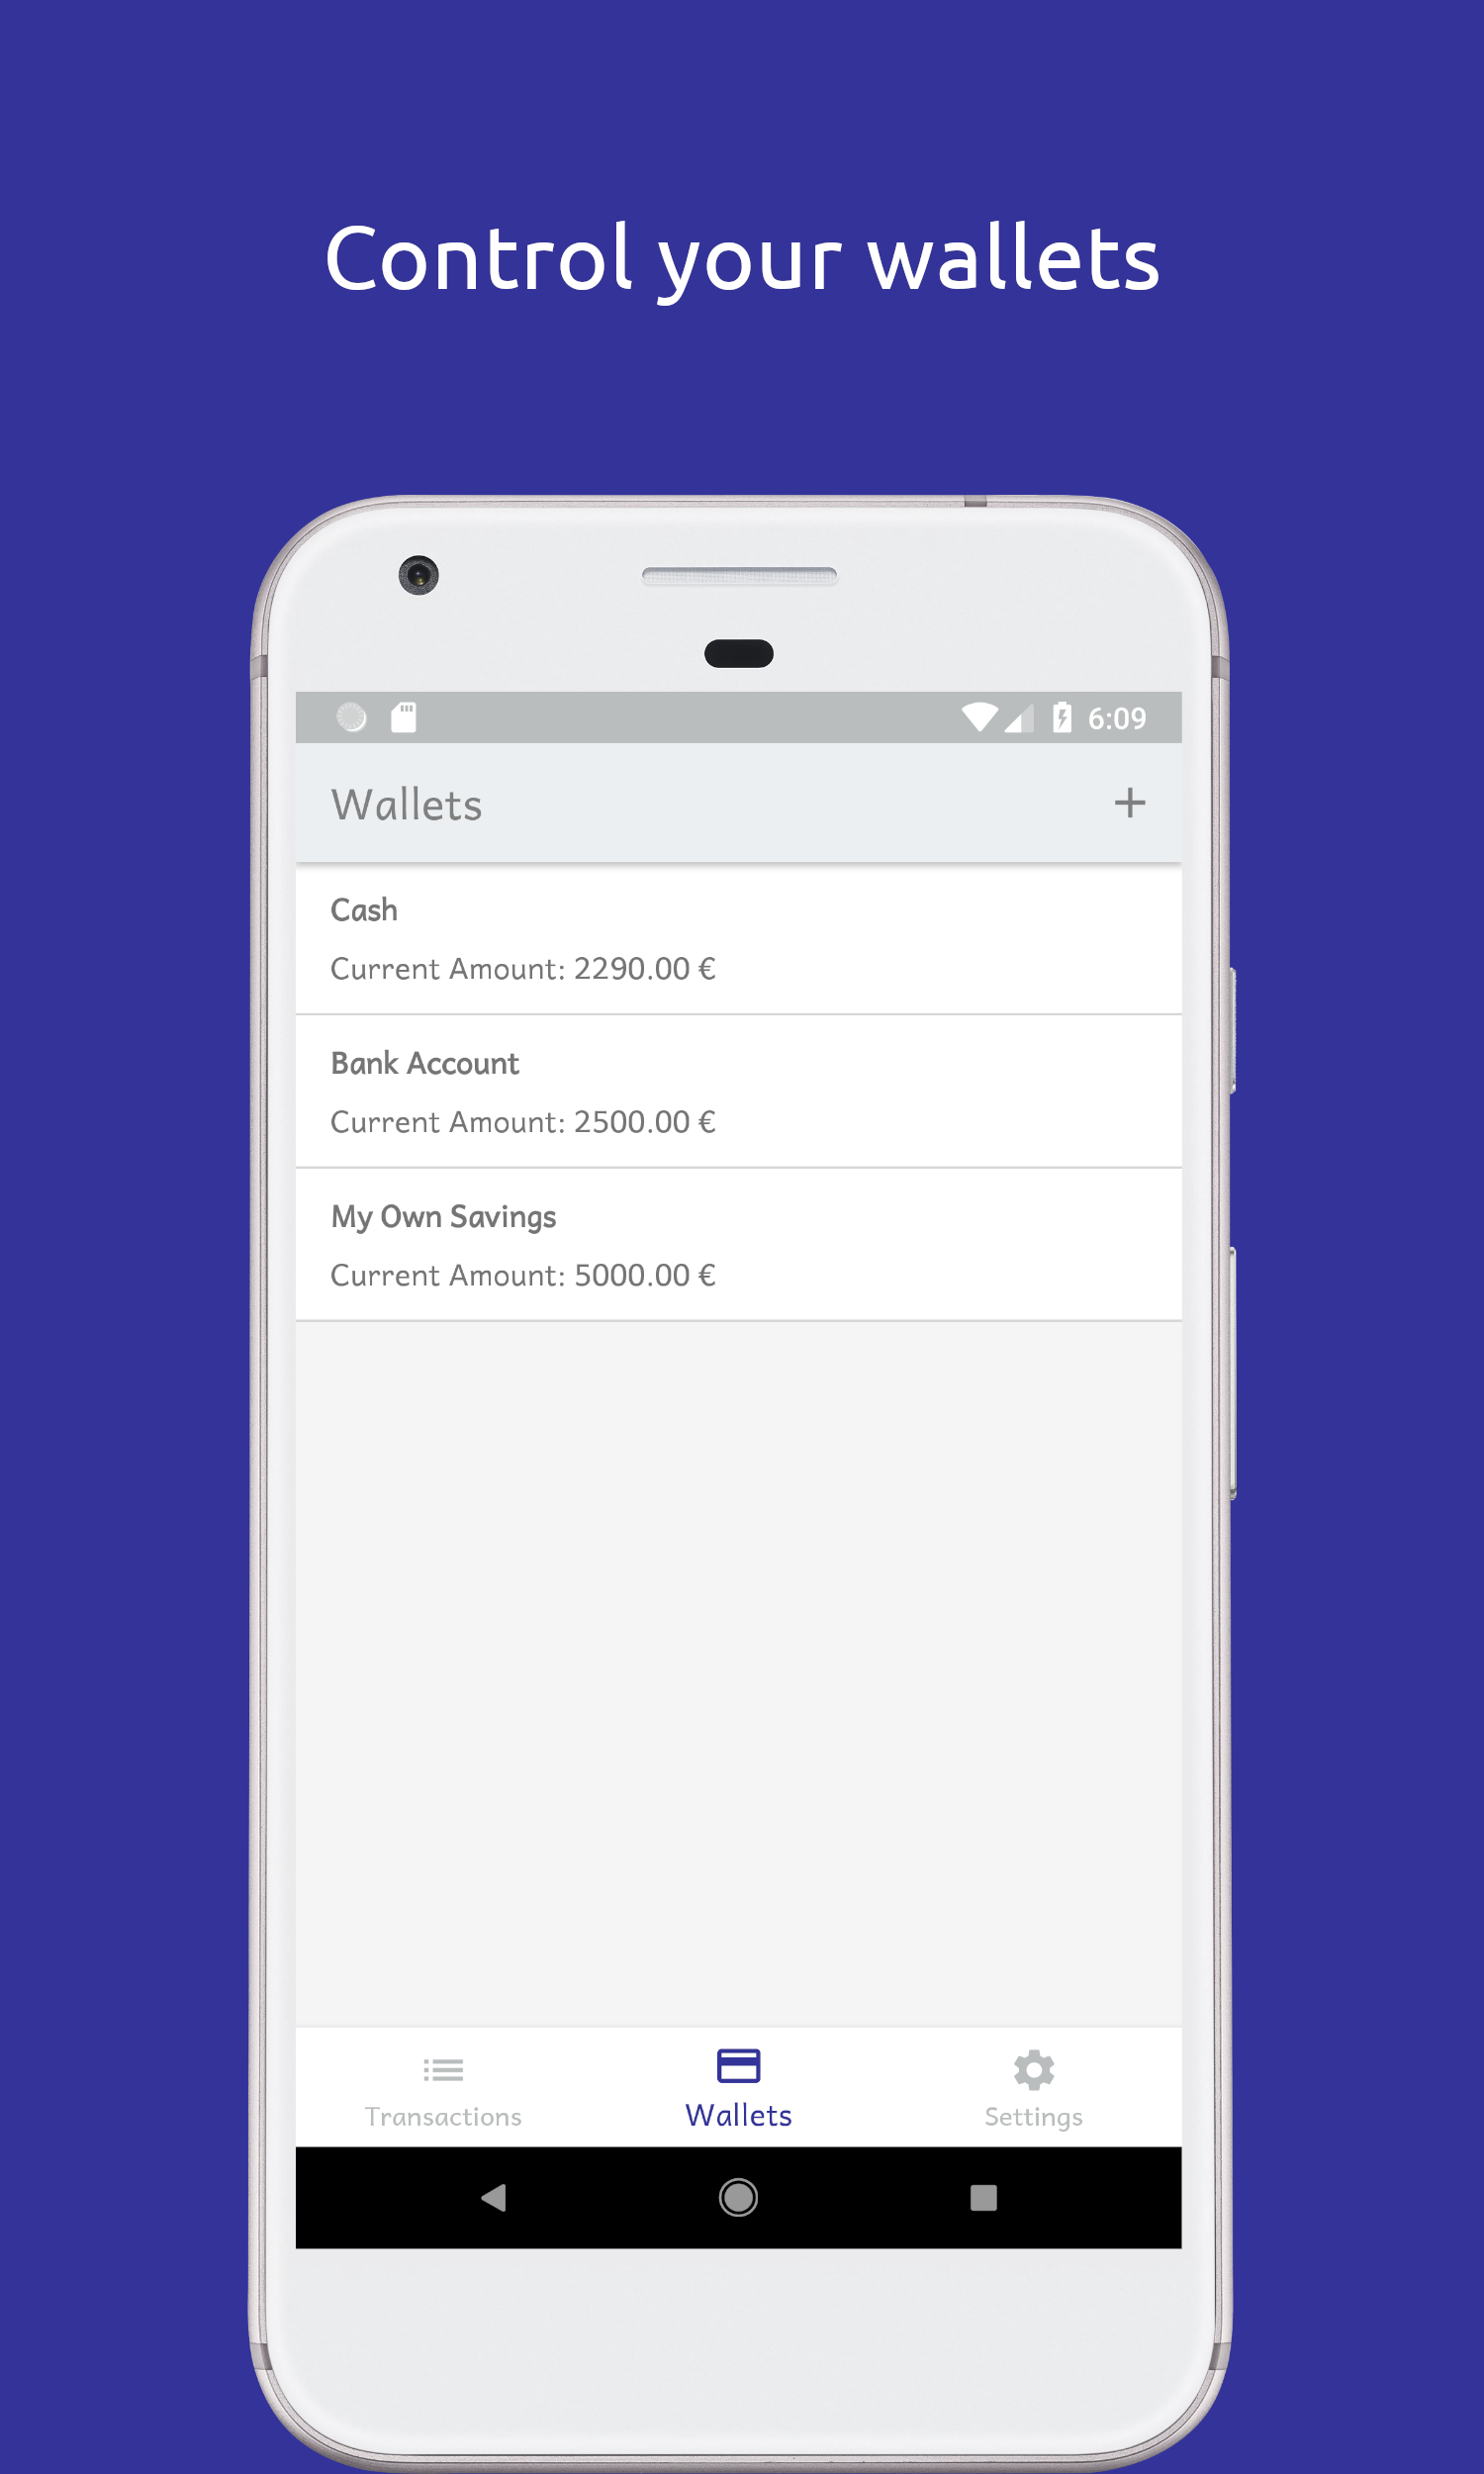 Control your wallets
6:09
Wallets +
Cash
Current Amount: 2290.00 €
Bank Account
Current Amount: 2500.00 €
My Own Savings
Current Amount: 5000.00 €
Transactions Wallets Settings